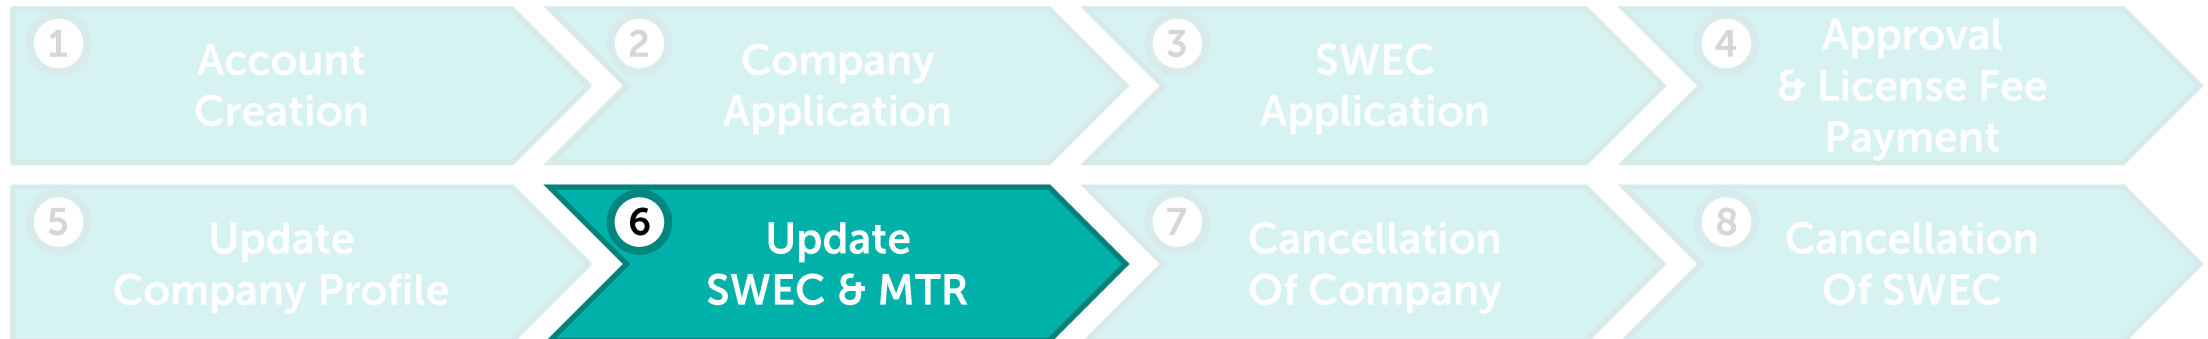 1
Account
Creation
2
Company
Application
3
SWEC
Application
4
Approval
& License Fee
Payment
5
Update
Company Profile
6
Update
SWEC & MTR
7
Cancellation
Of Company
8
Cancellation
Of SWEC